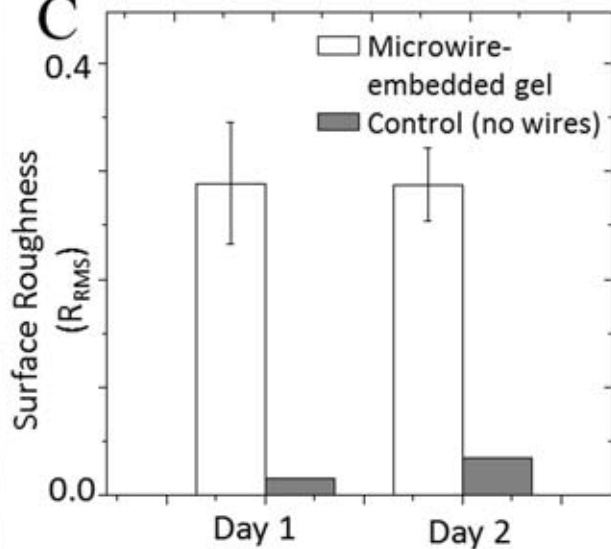 C
0.4
Microwire-
embedded gel
Control (no wires)
Surface Roughness
(RRMS)
0.0
Day 1
Day 2